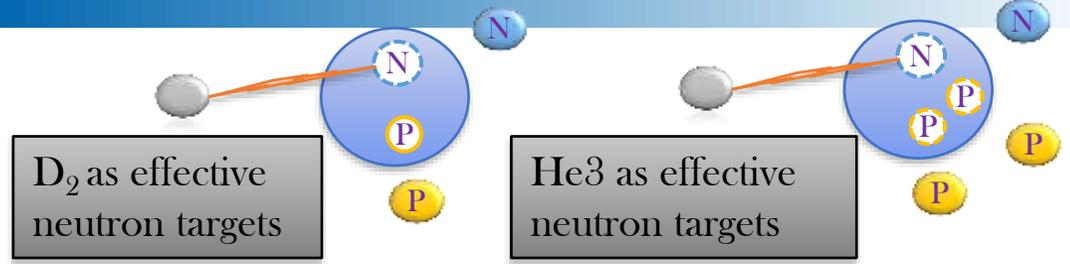 N
N
P
P
D2 as effective
neutron targets
N
N
P
P
P
P
He3 as effective
neutron targets